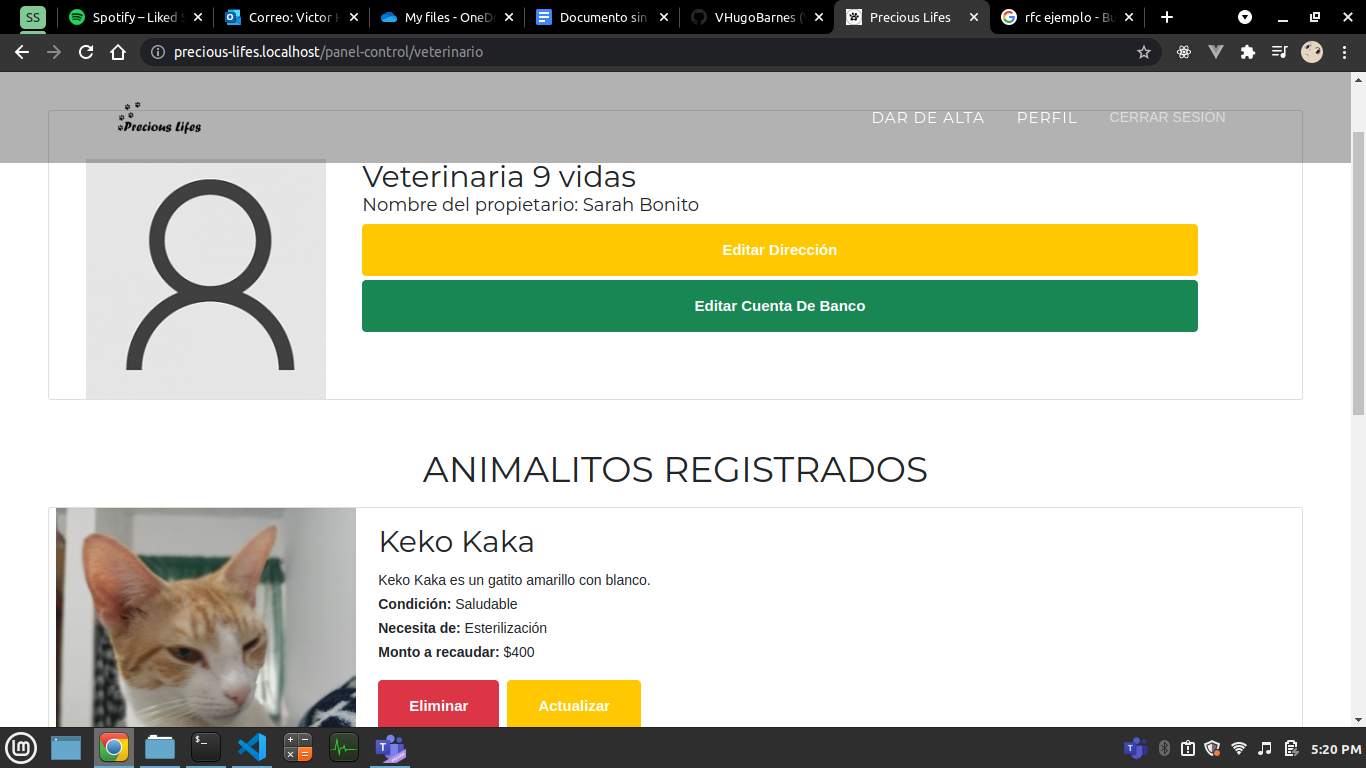 SS
Spotify – Liked S
Correo: Victor H
My files - OneDr
Documento sin
VHugoBarnes (V
Precious Lifes
rfc ejemplo - Bu
precious-lifes.localhost/panel-control/veterinario
Precious Lifes
DAR DE ALTA
PERFIL
CERRAR SESIÓN
Veterinaria 9 vidas
Nombre del propietario: Sarah Bonito
Editar Dirección
Editar Cuenta De Banco
ANIMALITOS REGISTRADOS
Keko Kaka
Keko Kaka es un gatito amarillo con blanco.
Condición: Saludable
Necesita de: Esterilización
Monto a recaudar: $400
Eliminar
Actualizar
5:20 PM